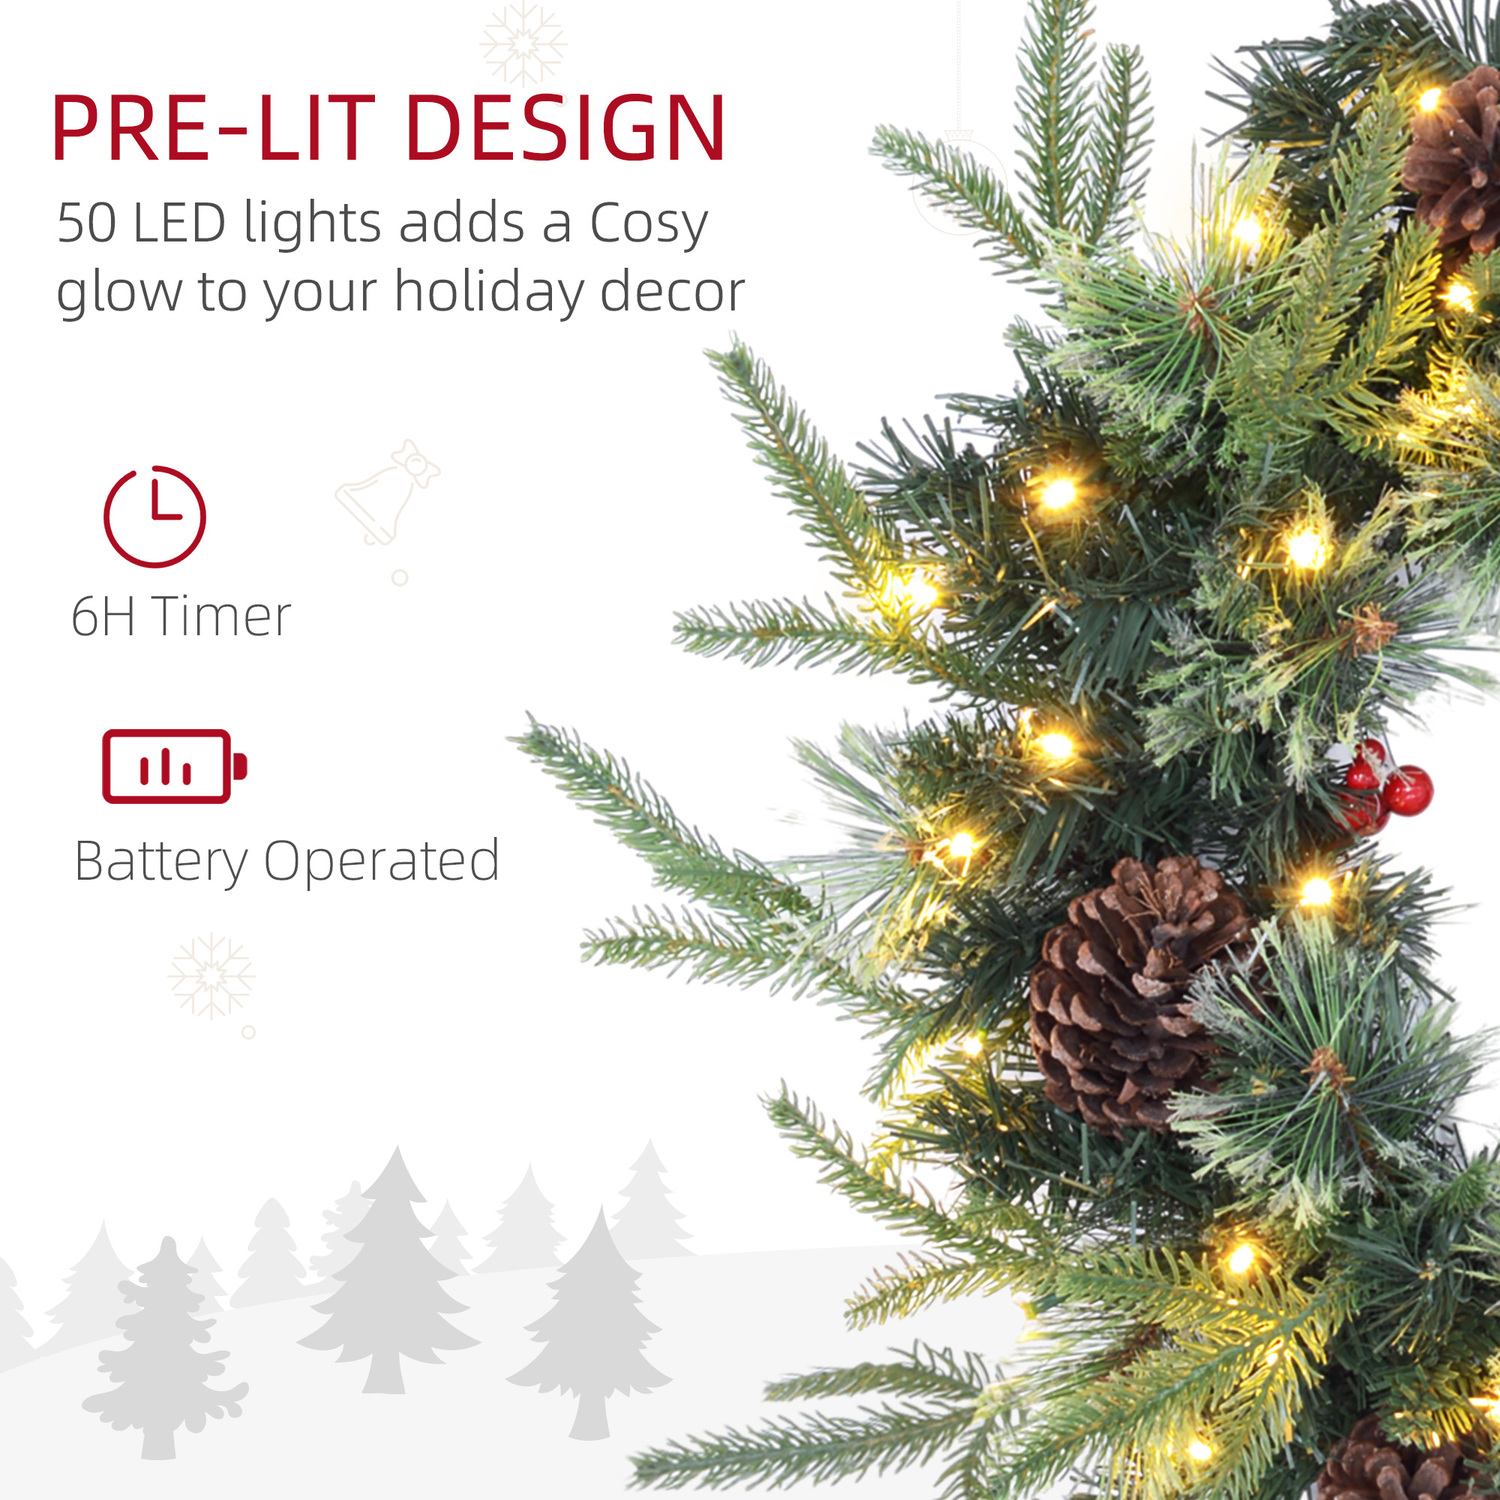 PRE-LIT DESIGN
50 LED lights adds a Cosy
glow to your holiday decor
6H Timer
Battery Operated